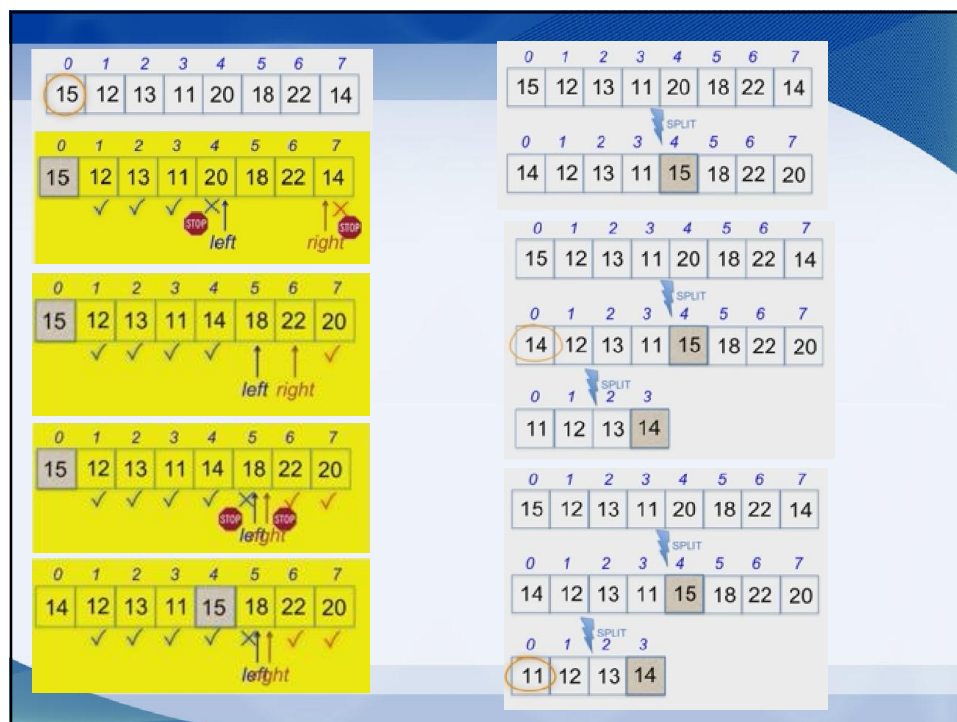 0 1 2 3 4 5 6 7
15 12 13 11 20 18 22 14
0 1 2 3 4 5 6 7
15 12 13 11 20 18 22 14
STOP STOP
left right
0 1 2 3 4 5 6 7
15 12 13 11 14 18 22 20
left right
0 1 2 3 4 5 6 7
15 12 13 11 14 18 22 20
STOP STOP
left right
0 1 2 3 4 5 6 7
14 12 13 11 15 18 22 20
left right
0 1 2 3 4 5 6 7
15 12 13 11 20 18 22 14
SPLIT
0 1 2 3 4 5 6 7
14 12 13 11 15 18 22 20
0 1 2 3 4 5 6 7
15 12 13 11 20 18 22 14
SPLIT
0 1 2 3 4 5 6 7
14 12 13 11 15 18 22 20
SPLIT
0 1 2 3
11 12 13 14
0 1 2 3 4 5 6 7
15 12 13 11 20 18 22 14
SPLIT
0 1 2 3 4 5 6 7
14 12 13 11 15 18 22 20
SPLIT
0 1 2 3
11 12 13 14